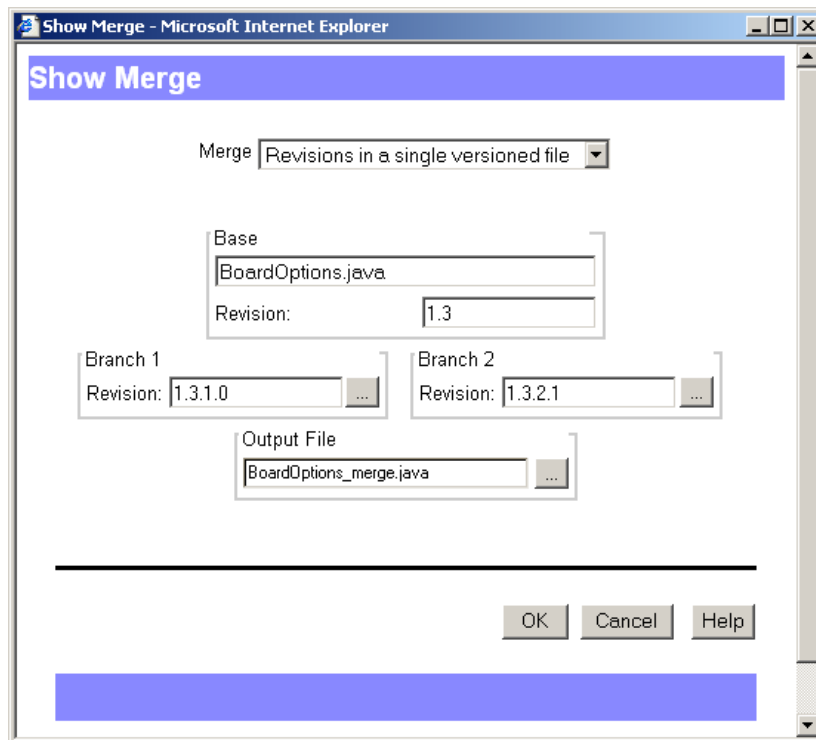 Show Merge - Microsoft Internet Explorer
Show Merge
Merge Revisions in a single versioned file
Base
BoardOptions.java
Revision: 1.3
Branch 1 Branch 2
Revision: 1.3.1.0 ... Revision: 1.3.2.1 ...
Output File
BoardOptions_merge.java ...
OK Cancel Help